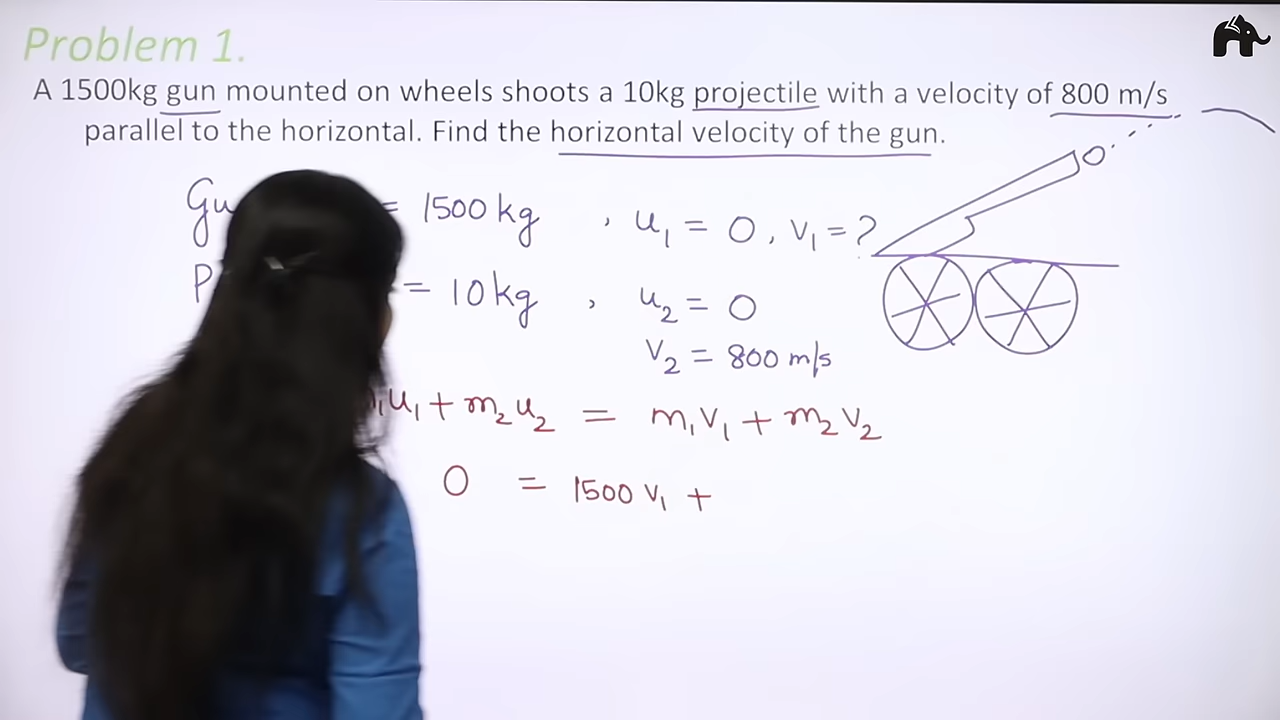 Problem 1.
A 1500kg gun mounted on wheels shoots a 10kg projectile with a velocity of 800 m/s
parallel to the horizontal. Find the horizontal velocity of the gun.
= 1500 kg , u₁ = 0, v₁ = ?
= 10 kg , u₂ = 0
v₂ = 800 m/s
u₁ + m₂u₂ = m₁v₁ + m₂v₂
0 = 1500 v₁ +